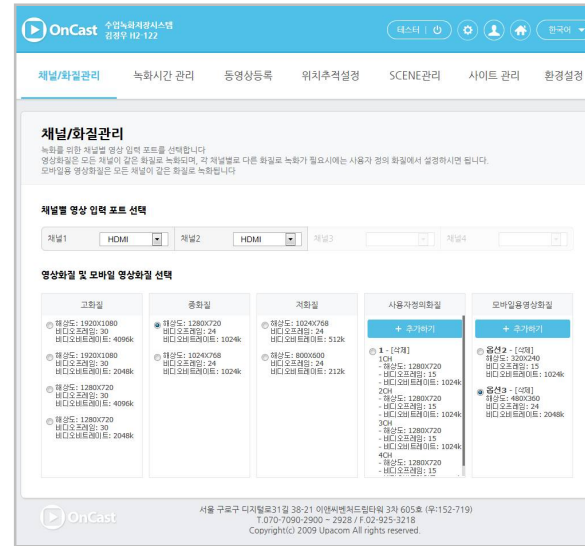 OnCast 수업녹화저장시스템
김경우 H2-122
테스터
한국어
채널/화질관리 녹화시간 관리 동영상등록 위치추적설정 SCENE관리 사이트 관리 환경설정
채널/화질관리
녹화를 위한 채널별 영상 입력 포트를 선택합니다
영상화질은 모든 채널이 같은 화질로 녹화되며, 각 채널별로 다른 화질로 녹화가 필요시에는 사용자 정의 화질에서 설정하시면 됩니다.
모바일용 영상화질은 모든 채널이 같은 화질로 녹화됩니다
채널별 영상 입력 포트 선택
채널1 HDMI 채널2 HDMI 채널3 채널4
영상화질 및 모바일 영상화질 선택
고화질
해상도: 1920X1080
비디오프레임: 30
비디오비트레이트: 4096k
해상도: 1920X1080
비디오프레임: 30
비디오비트레이트: 2048k
해상도: 1280X720
비디오프레임: 30
비디오비트레이트: 4096k
해상도: 1280X720
비디오프레임: 30
비디오비트레이트: 2048k
중화질
해상도: 1280X720
비디오프레임: 24
비디오비트레이트: 1024k
해상도: 1024X768
비디오프레임: 24
비디오비트레이트: 1024k
저화질
해상도: 1024X768
비디오프레임: 24
비디오비트레이트: 512k
해상도: 800X600
비디오프레임: 24
비디오비트레이트: 212k
사용자정의화질
+ 추가하기
1 - [삭제]
1CH
- 해상도: 1280X720
- 비디오프레임: 15
- 비디오비트레이트: 1024k
2CH
- 해상도: 1280X720
- 비디오프레임: 15
- 비디오비트레이트: 1024k
3CH
- 해상도: 1280X720
- 비디오프레임: 15
- 비디오비트레이트: 1024k
4CH
- 해상도: 1280X720
- 비디오프레임: 15
모바일용영상화질
+ 추가하기
옵션2 - [삭제]
해상도: 320X240
비디오프레임: 15
비디오비트레이트: 1024k
옵션3 - [삭제]
해상도: 480X360
비디오프레임: 24
비디오비트레이트: 2048k
OnCast
서울 구로구 디지털로31길 38-21 이앤씨벤처드림타워 3차 605호 (우:152-719)
T.070-7090-2900 ~ 2928 / F.02-925-3218
Copyright(c) 2009 Upacom All rights reserved.